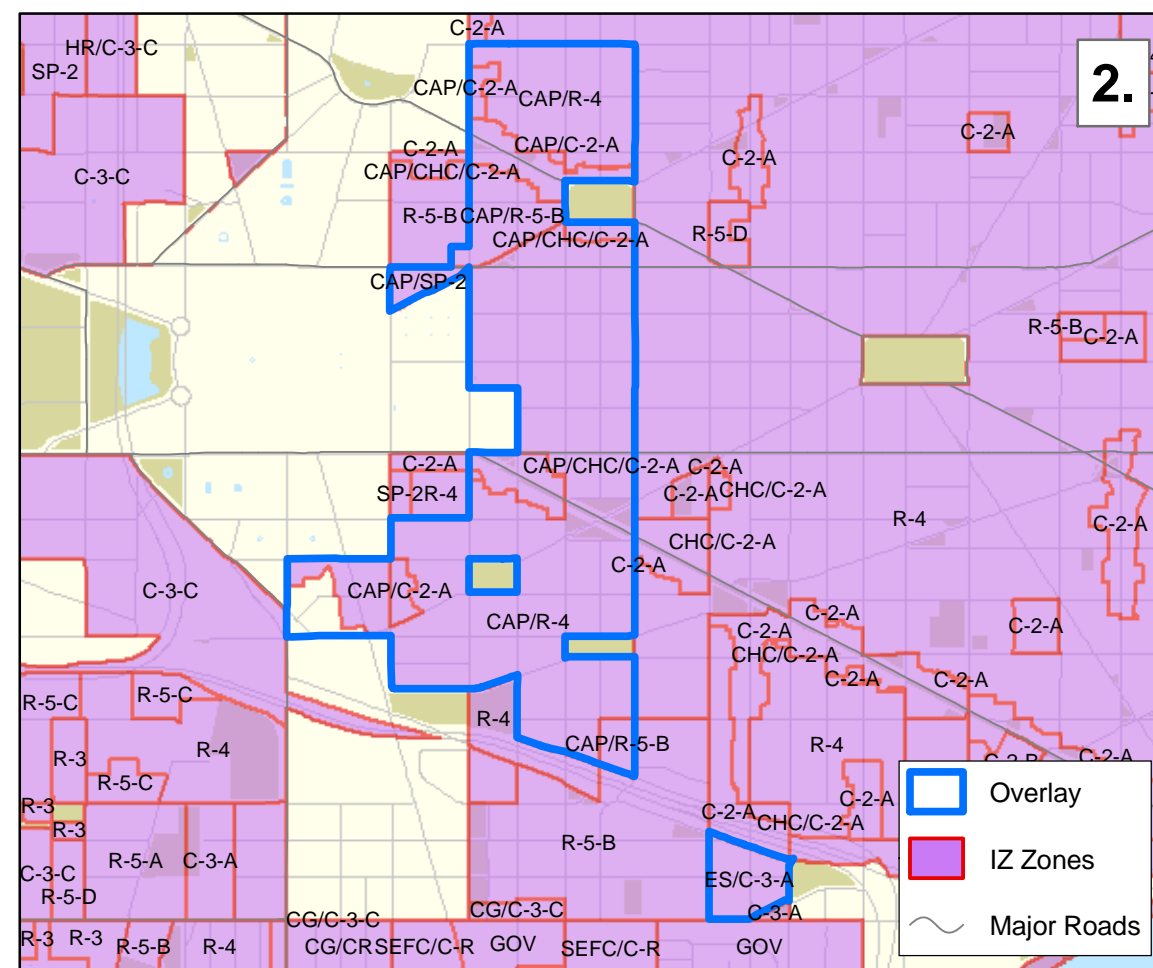 C-2-A
HR/C-3-C
SP-2
2.
CAP/C-2-A
CAP/R-4
C-2-A
CAP/C-2-A
C-2-A
C-2-A
CAP/CHC/C-2-A
C-3-C
R-5-B
CAP/R-5-B
R-5-D
CAP/CHC/C-2-A
CAP/SP-2
R-5-B
C-2-A
C-2-A
CAP/CHC/C-2-A
C-2-A
SP-2
R-4
C-2-A
CHC/C-2-A
R-4
C-2-A
CHC/C-2-A
C-2-A
C-3-C
CAP/C-2-A
CAP/R-4
C-2-A
C-2-A
C-2-A
CHC/C-2-A
C-2-A
C-2-A
R-5-C
R-5-C
R-4
R-4
CAP/R-5-B
R-4
C-2-A
R-3
R-5-C
C-2-A
R-3
C-2-A
CHC/C-2-A
R-3
R-5-B
R-5-A
C-3-A
C-3-C
ES/C-3-A
R-5-D
C-3-A
CG/C-3-C
CG/C-3-C
R-3
R-3
R-5-B
R-4
CG/CR
SEFC/C-R
GOV
SEFC/C-R
GOV
Overlay
IZ Zones
Major Roads